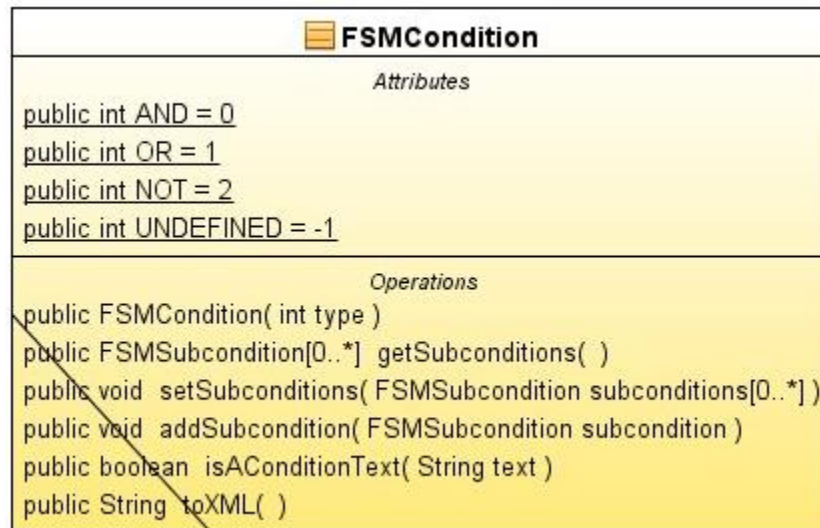 FSMCondition
Attributes
public int AND = 0
public int OR = 1
public int NOT = 2
public int UNDEFINED = -1
Operations
public FSMCondition( int type )
public FSMSubcondition[0..*] getSubconditions( )
public void setSubconditions( FSMSubcondition subconditions[0..*] )
public void addSubcondition( FSMSubcondition subcondition )
public boolean isAConditionText( String text )
public String toXML( )